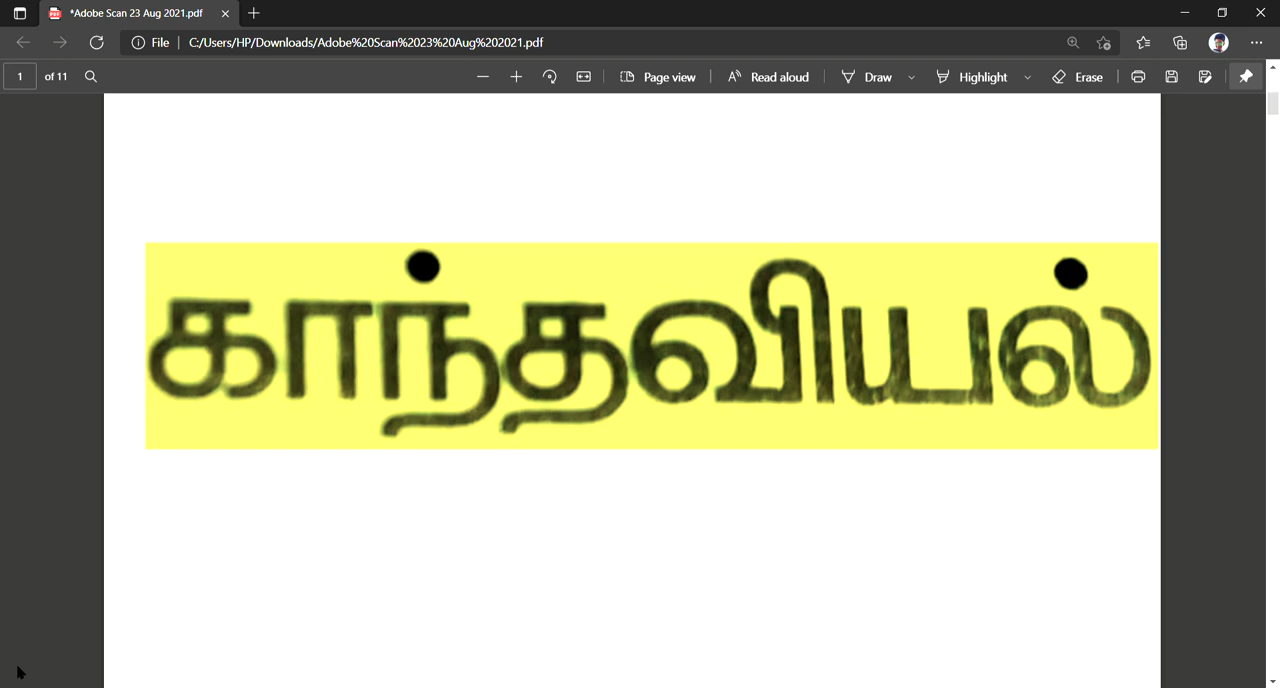 *Adobe Scan 23 Aug 2021.pdf
File | C:/Users/HP/Downloads/Adobe%20Scan%2023%20Aug%202021.pdf
1 of 11 Page view Read aloud Draw Highlight Erase
காந்தவியல்